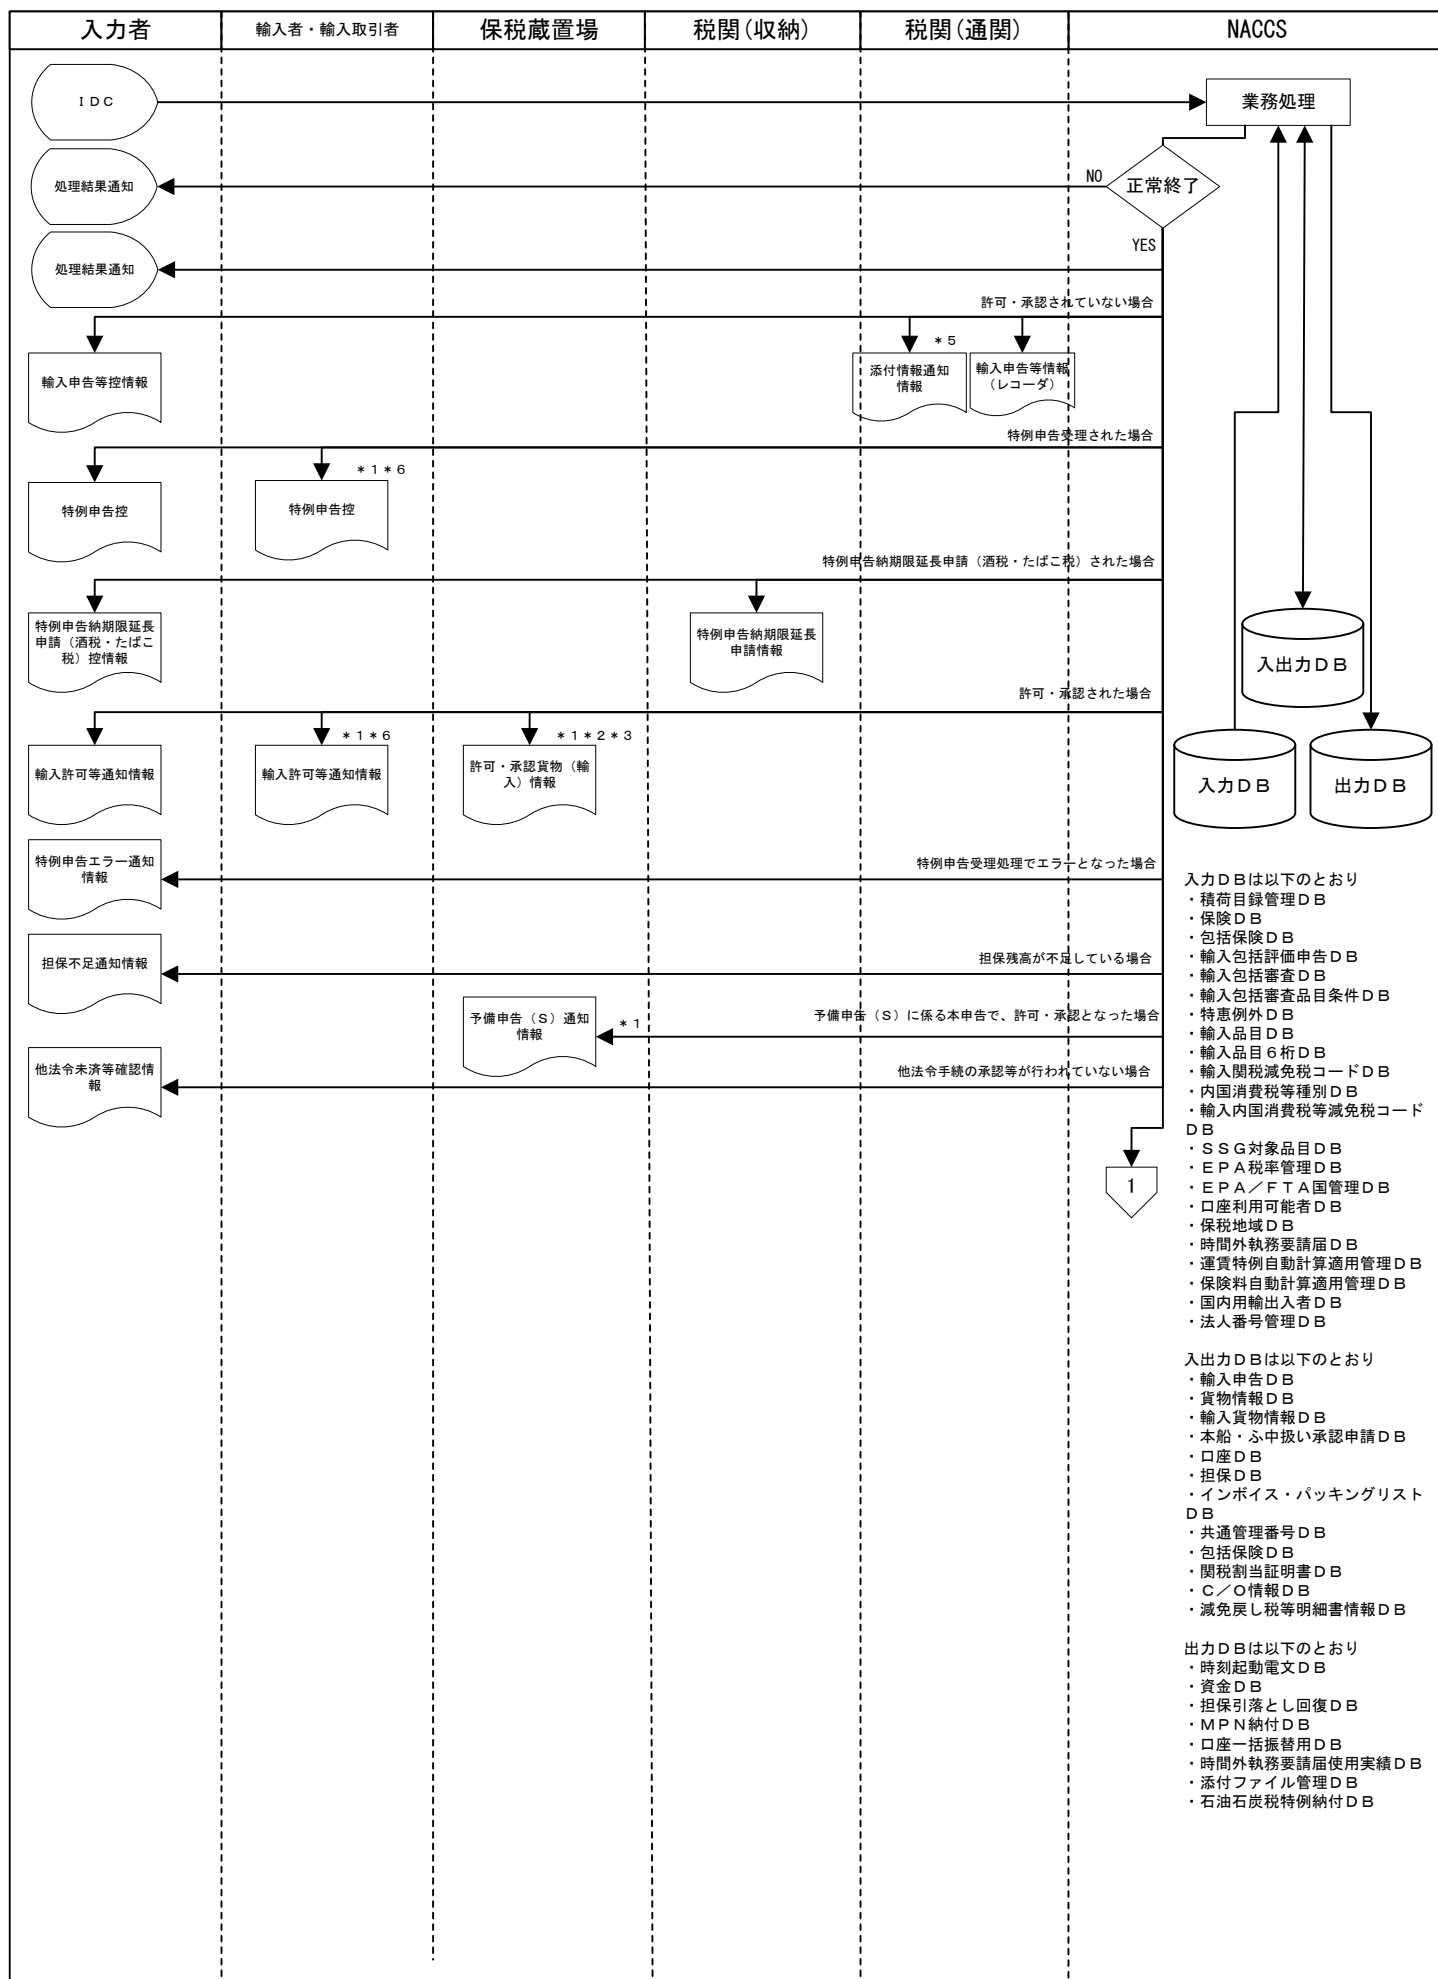 入力者
輸入者・輸入取引者
保税蔵置場
税関(収納)
税関(通関)
NACCS
ＩＤＣ
業務処理
処理結果通知
NO
正常終了
YES
処理結果通知
許可・承認されていない場合
＊５
輸入申告等控情報
添付情報通知
情報
輸入申告等情報
（レコーダ）
特例申告受理された場合
＊１＊６
特例申告控
特例申告控
特例申告納期限延長申請（酒税・たばこ税）された場合
特例申告納期限延長
申請（酒税・たばこ
税）控情報
特例申告納期限延長
申請情報
入出力ＤＢ
許可・承認された場合
＊１＊６
＊１＊２＊３
輸入許可等通知情報
輸入許可等通知情報
許可・承認貨物（輸
入）情報
入力ＤＢ
出力ＤＢ
特例申告エラー通知
情報
特例申告受理処理でエラーとなった場合
担保不足通知情報
担保残高が不足している場合
予備申告（Ｓ）通知
情報
＊１
予備申告（Ｓ）に係る本申告で、許可・承認となった場合
他法令未済等確認情
報
他法令手続の承認等が行われていない場合
1
入力ＤＢは以下のとおり
・積荷目録管理ＤＢ
・保険ＤＢ
・包括保険ＤＢ
・輸入包括評価申告ＤＢ
・輸入包括審査ＤＢ
・輸入包括審査品目条件ＤＢ
・特恵例外ＤＢ
・輸入品目ＤＢ
・輸入品目６桁ＤＢ
・輸入関税減免税コードＤＢ
・内国消費税等種別ＤＢ
・輸入内国消費税等減免税コード
ＤＢ
・ＳＳＧ対象品目ＤＢ
・ＥＰＡ税率管理ＤＢ
・ＥＰＡ／ＦＴＡ国管理ＤＢ
・口座利用可能者ＤＢ
・保税地域ＤＢ
・時間外執務要請届ＤＢ
・運賃特例自動計算適用管理ＤＢ
・保険料自動計算適用管理ＤＢ
・国内用輸出入者ＤＢ
・法人番号管理ＤＢ
入出力ＤＢは以下のとおり
・輸入申告ＤＢ
・貨物情報ＤＢ
・輸入貨物情報ＤＢ
・本船・ふ中扱い承認申請ＤＢ
・口座ＤＢ
・担保ＤＢ
・インボイス・パッキングリスト
ＤＢ
・共通管理番号ＤＢ
・包括保険ＤＢ
・関税割当証明書ＤＢ
・Ｃ／Ｏ情報ＤＢ
・減免戻し税等明細書情報ＤＢ
出力ＤＢは以下のとおり
・時刻起動電文ＤＢ
・資金ＤＢ
・担保引落とし回復ＤＢ
・ＭＰＮ納付ＤＢ
・口座一括振替用ＤＢ
・時間外執務要請届使用実績ＤＢ
・添付ファイル管理ＤＢ
・石油石炭税特例納付ＤＢ